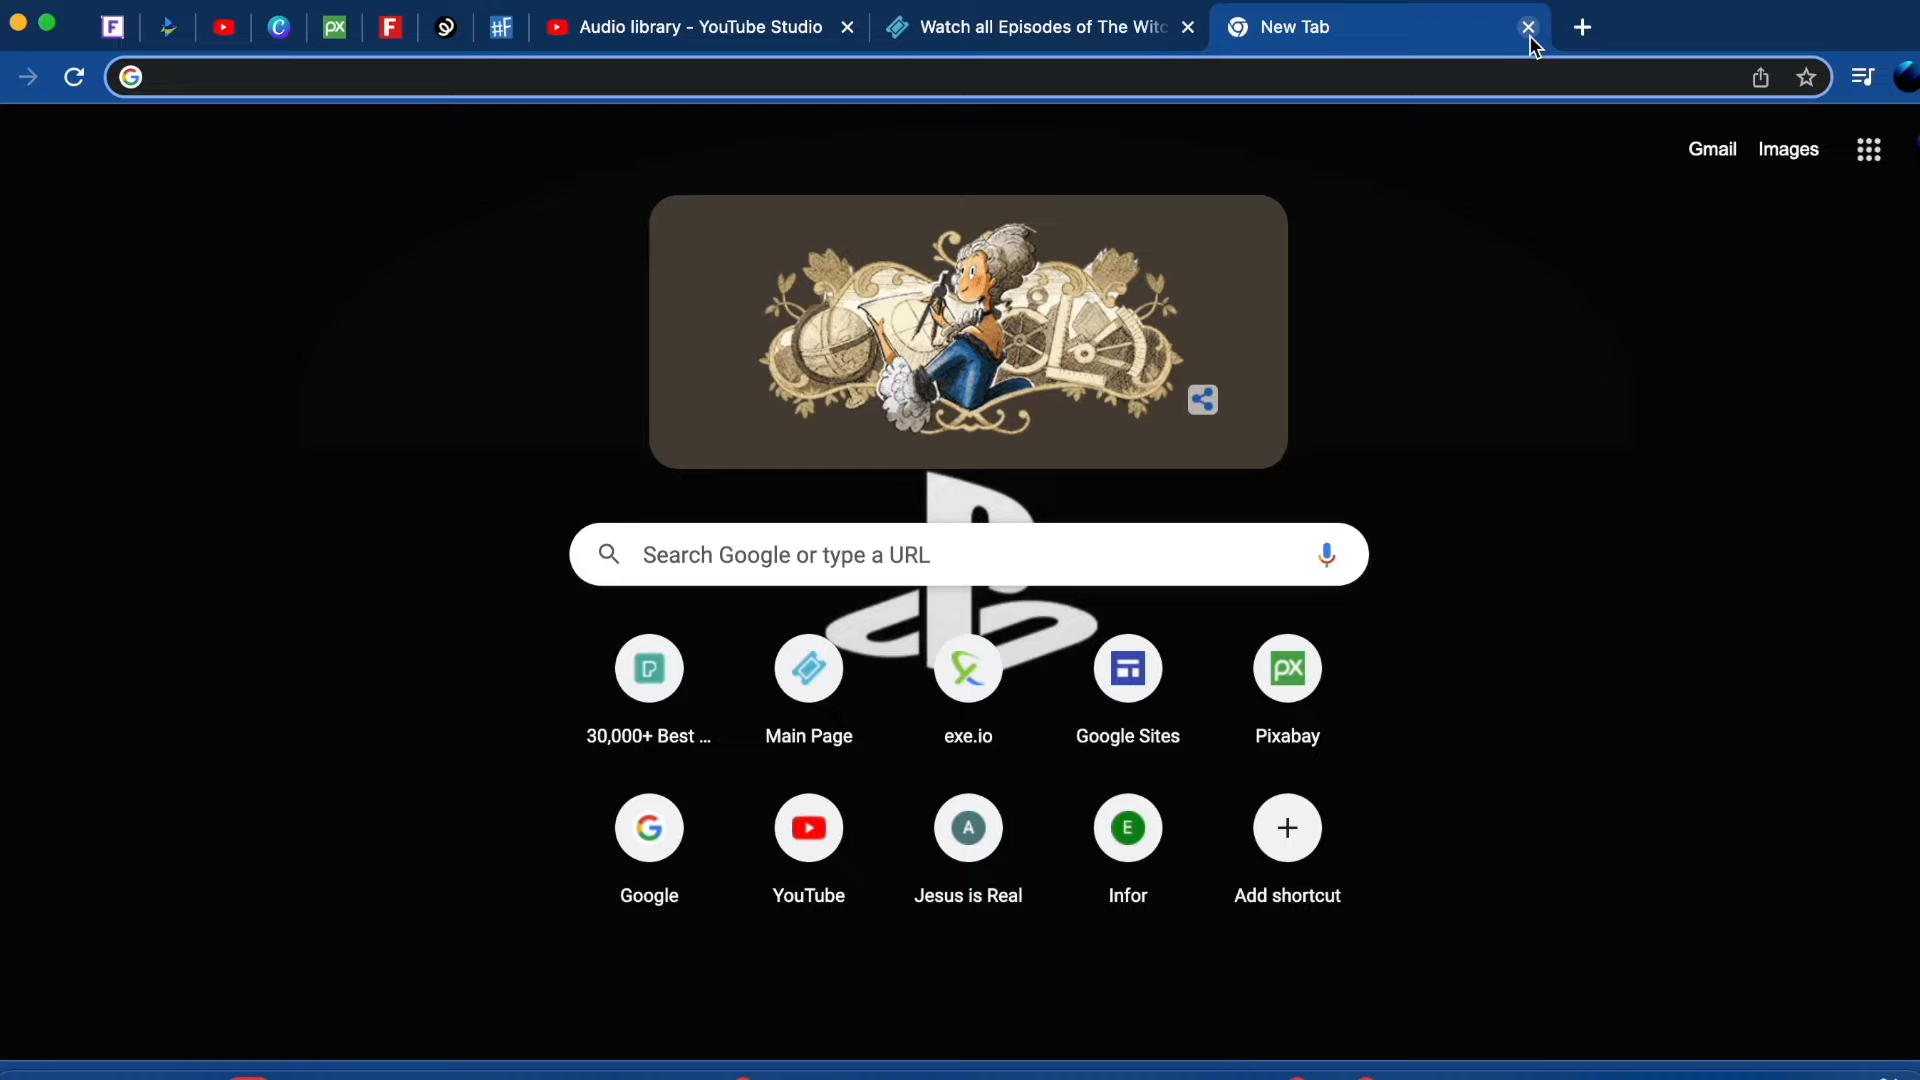 Audio library - YouTube Studio
Watch all Episodes of The Witc
New Tab
Gmail Images
Search Google or type a URL
30,000+ Best ...
Main Page
exe.io
Google Sites
Pixabay
Google
YouTube
Jesus is Real
Infor
Add shortcut